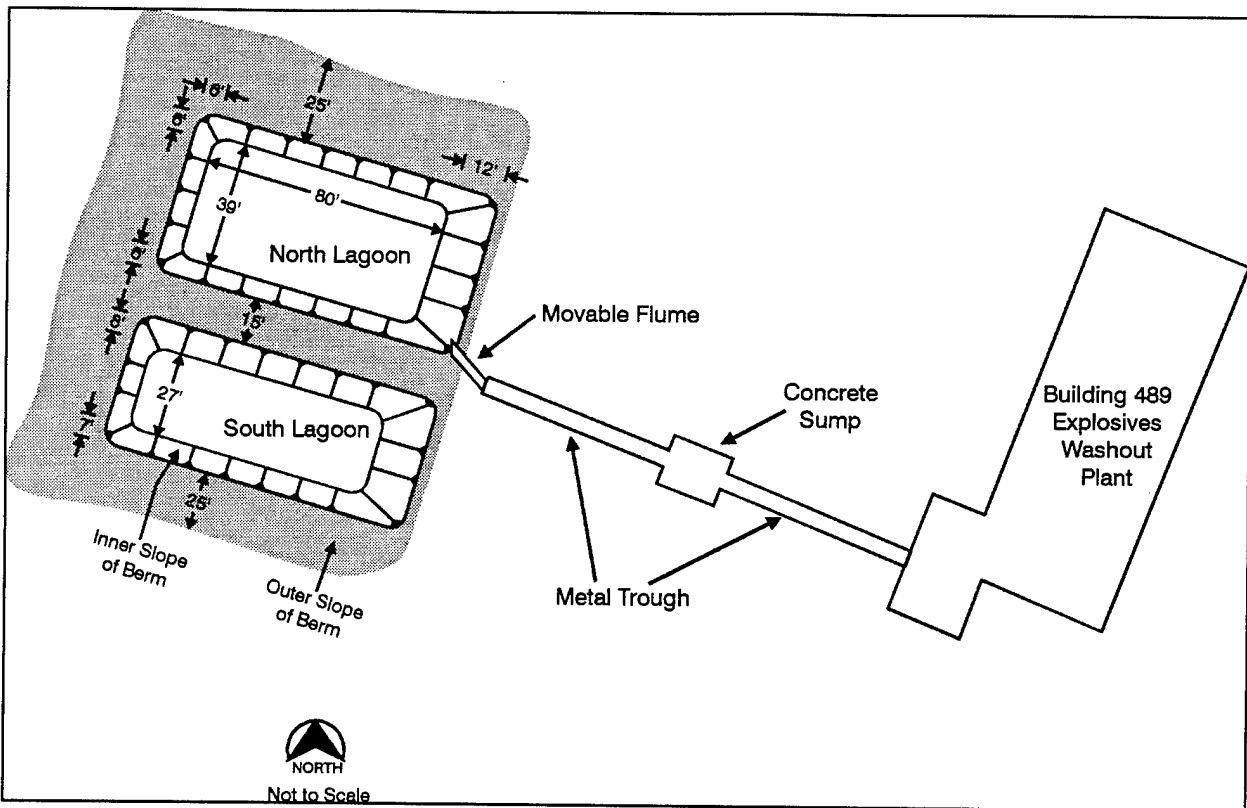 25'
6'
12'
39'
80'
North Lagoon
15'
27'
South Lagoon
25'
Inner Slope
of Berm
Outer Slope
of Berm
Movable Flume
Concrete
Sump
Metal Trough
Building 489
Explosives
Washout
Plant
NORTH
Not to Scale